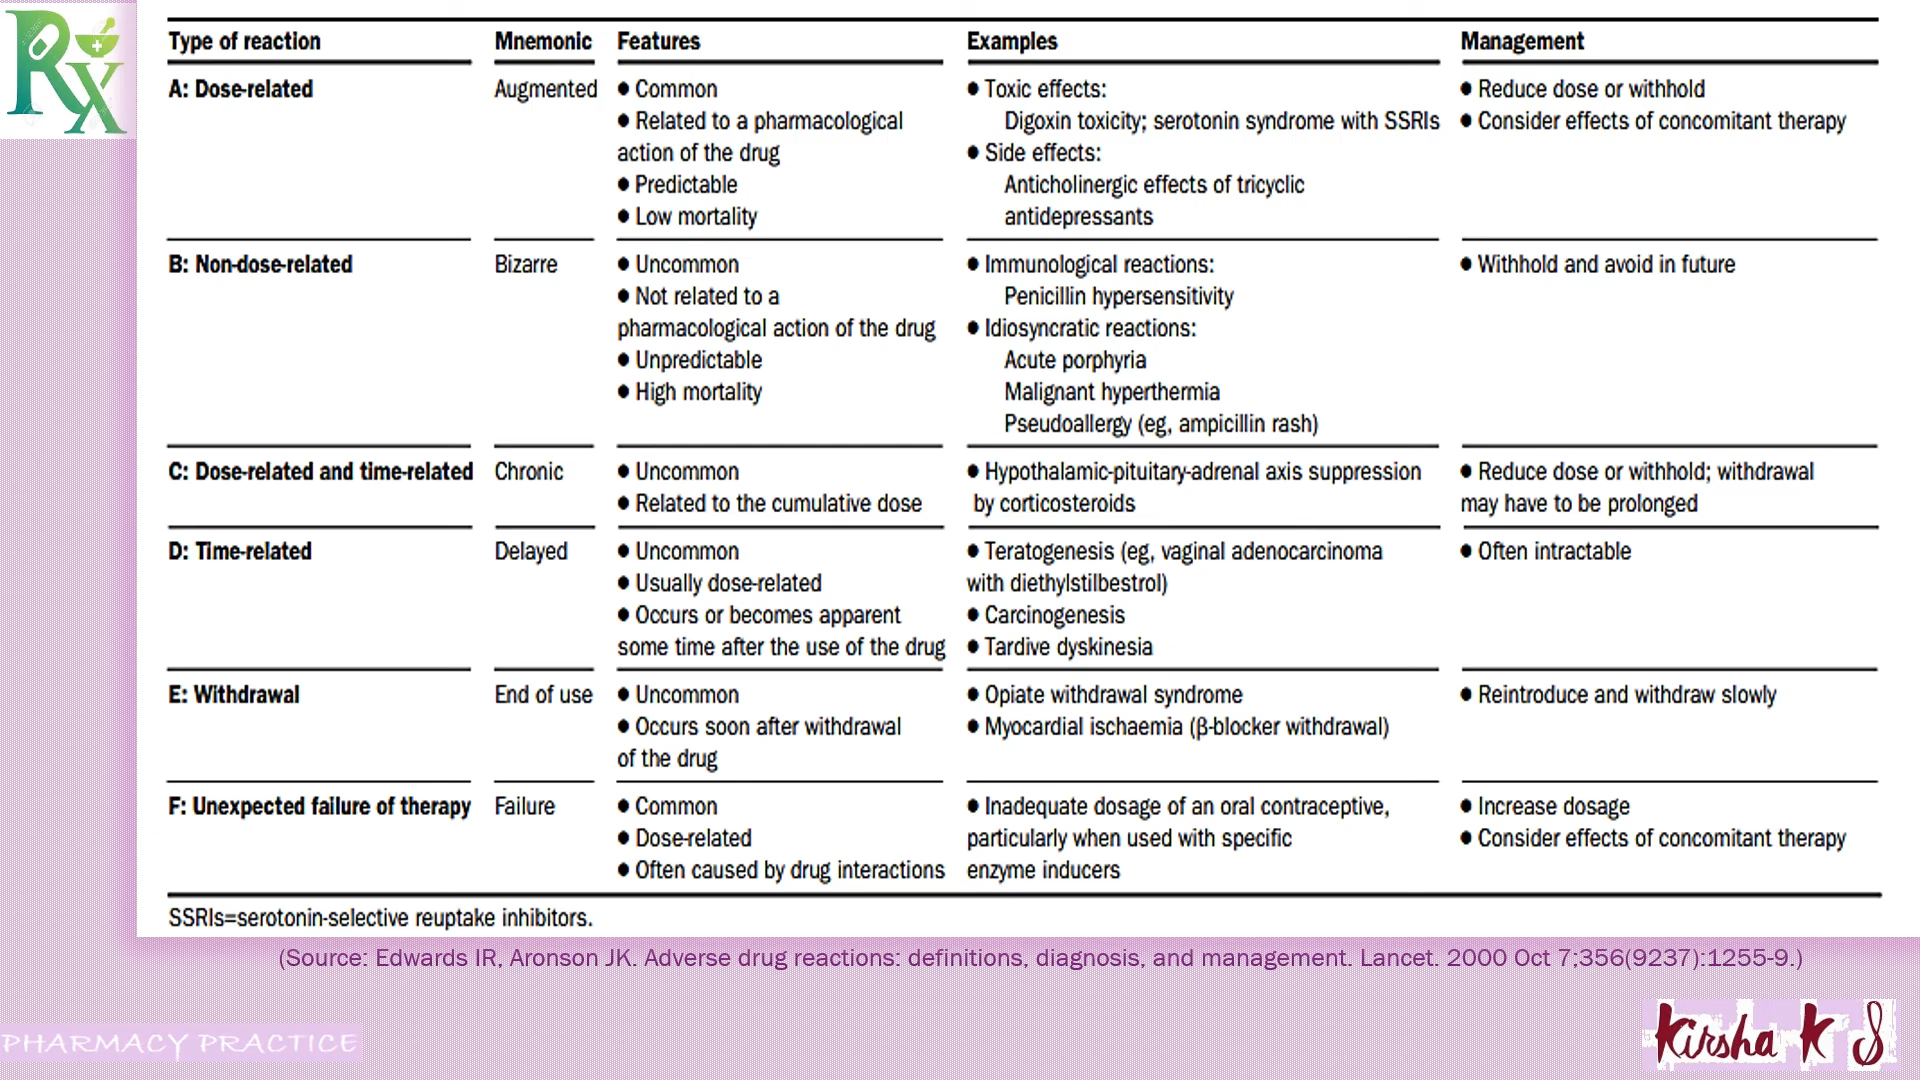 Rx
Type of reaction Mnemonic Features Examples Management
A: Dose-related Augmented ● Common ● Toxic effects: ● Reduce dose or withhold
● Related to a pharmacological Digoxin toxicity; serotonin syndrome with SSRIs ● Consider effects of concomitant therapy
action of the drug ● Side effects:
● Predictable Anticholinergic effects of tricyclic
● Low mortality antidepressants
B: Non-dose-related Bizarre ● Uncommon ● Immunological reactions: ● Withhold and avoid in future
● Not related to a Penicillin hypersensitivity
pharmacological action of the drug ● Idiosyncratic reactions:
● Unpredictable Acute porphyria
● High mortality Malignant hyperthermia
Pseudoallergy (eg, ampicillin rash)
C: Dose-related and time-related Chronic ● Uncommon ● Hypothalamic-pituitary-adrenal axis suppression ● Reduce dose or withhold; withdrawal
● Related to the cumulative dose by corticosteroids may have to be prolonged
D: Time-related Delayed ● Uncommon ● Teratogenesis (eg, vaginal adenocarcinoma ● Often intractable
● Usually dose-related with diethylstilbestrol)
● Occurs or becomes apparent ● Carcinogenesis
some time after the use of the drug ● Tardive dyskinesia
E: Withdrawal End of use ● Uncommon ● Opiate withdrawal syndrome ● Reintroduce and withdraw slowly
● Occurs soon after withdrawal ● Myocardial ischaemia (β-blocker withdrawal)
of the drug
F: Unexpected failure of therapy Failure ● Common ● Inadequate dosage of an oral contraceptive, ● Increase dosage
● Dose-related particularly when used with specific ● Consider effects of concomitant therapy
● Often caused by drug interactions enzyme inducers
SSRIs=serotonin-selective reuptake inhibitors.
(Source: Edwards IR, Aronson JK. Adverse drug reactions: definitions, diagnosis, and management. Lancet. 2000 Oct 7;356(9237):1255-9.)
PHARMACY PRACTICE
Kirsha K S